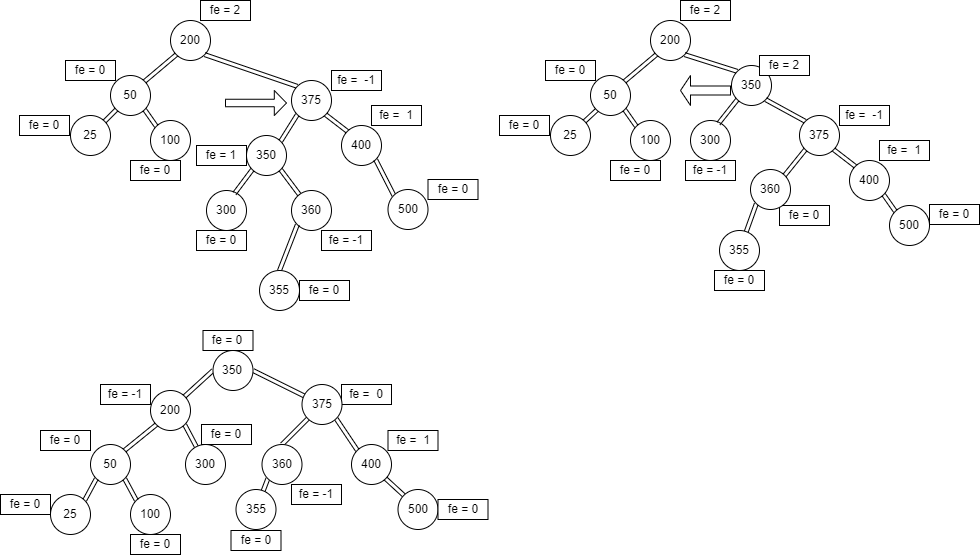 fe = 2
200
fe = 0
50
fe = -1
375
fe = 1
400
fe = 0
25
100
fe = 0
fe = 1
350
300
fe = 0
360
fe = -1
fe = 0
500
355
fe = 0
fe = 2
200
fe = 0
50
fe = 2
350
fe = 0
25
100
fe = 0
300
fe = -1
fe = -1
375
fe = 1
400
360
fe = 0
fe = 0
500
355
fe = 0
fe = 0
350
fe = -1
200
375
fe = 0
fe = 0
50
fe = 0
300
360
fe = -1
fe = 1
400
fe = 0
25
100
fe = 0
355
fe = 0
500
fe = 0